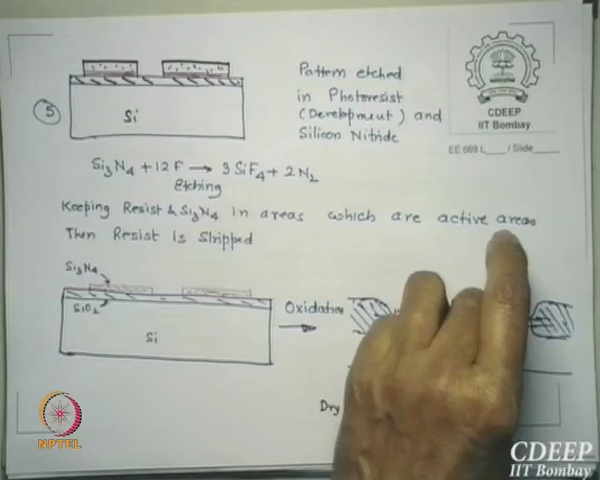 5
Si
Pattern etched
in Photoresist
(Development) and
Silicon Nitride
CDEEP
IIT Bombay
EE 669 L___/Slide___
Si3N4 + 12 F → 3 SiF4 + 2 N2
Etching
Keeping Resist & Si3N4 in areas which are active areas
Then Resist is Stripped
Si3N4
SiO2
Si
Oxidation
Dry
NPTEL
CDEEP
IIT Bombay